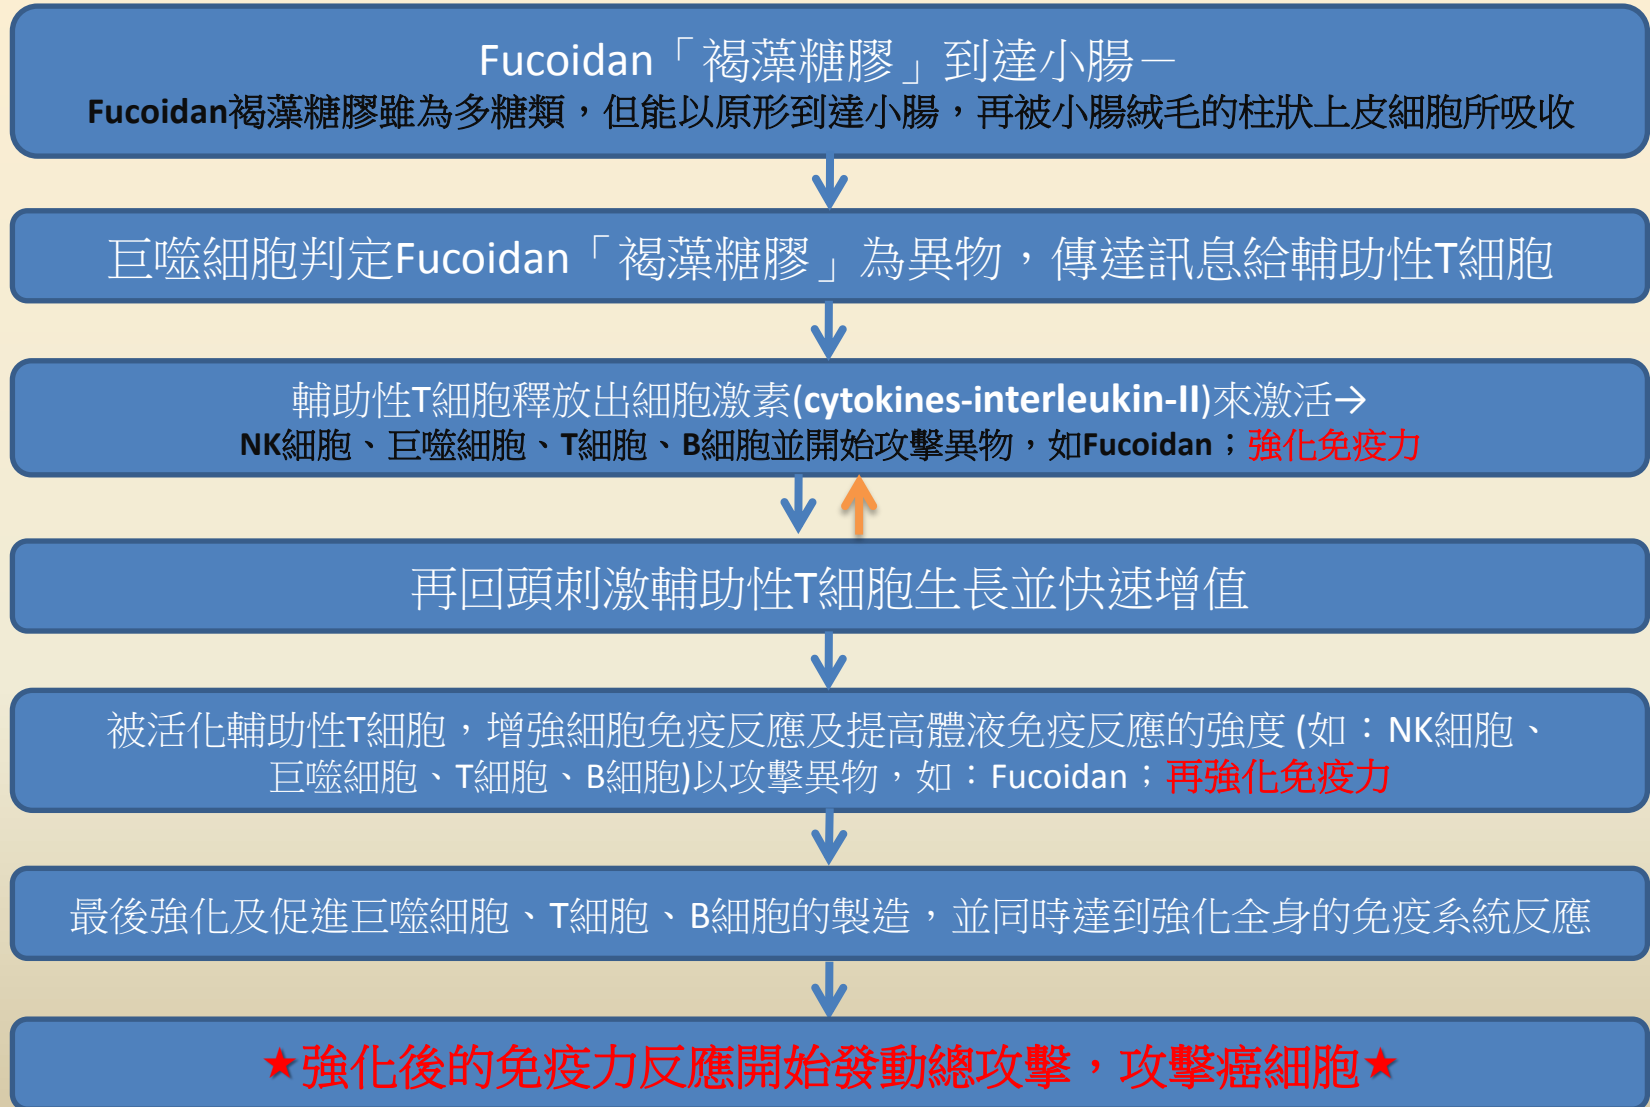 Fucoidan「褐藻糖膠」到達小腸－
Fucoidan褐藻糖膠雖為多糖類，但能以原形到達小腸，再被小腸絨毛的柱狀上皮細胞所吸收
巨噬細胞判定Fucoidan「褐藻糖膠」為異物，傳達訊息給輔助性T細胞
輔助性T細胞釋放出細胞激素(cytokines-interleukin-II)來激活→
NK細胞、巨噬細胞、T細胞、B細胞並開始攻擊異物，如Fucoidan；強化免疫力
再回頭刺激輔助性T細胞生長並快速增值
被活化輔助性T細胞，增強細胞免疫反應及提高體液免疫反應的強度 (如：NK細胞、
巨噬細胞、T細胞、B細胞)以攻擊異物，如：Fucoidan；再強化免疫力
最後強化及促進巨噬細胞、T細胞、B細胞的製造，並同時達到強化全身的免疫系統反應
★強化後的免疫力反應開始發動總攻擊，攻擊癌細胞★